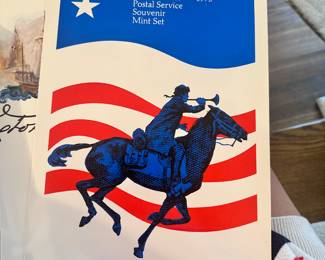 Postal Service
Souvenir
Mint Set